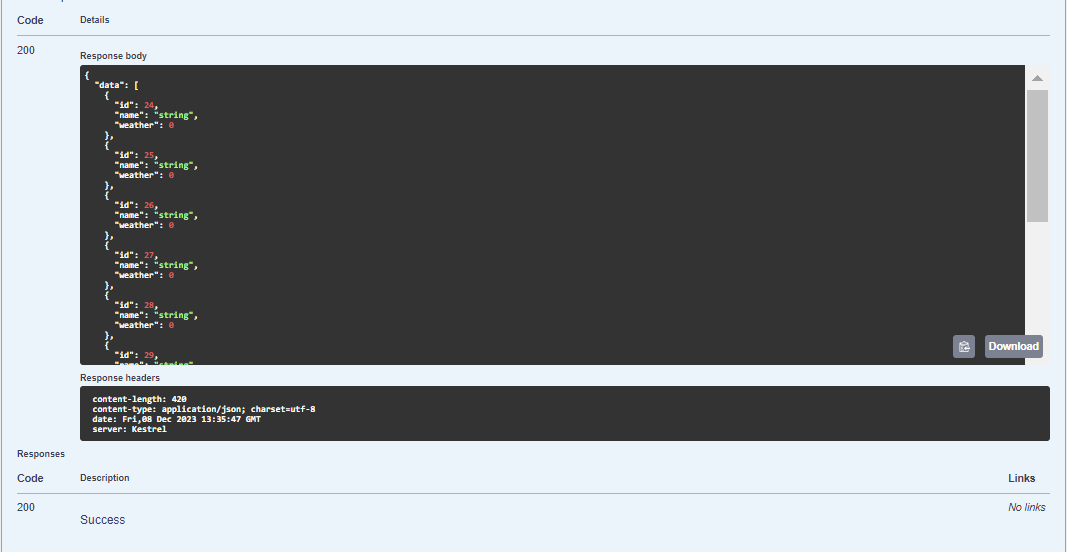 Code Details
200
Response body
{
"data": [
{
"id": 24,
"name": "string",
"weather": 0
},
{
"id": 25,
"name": "string",
"weather": 0
},
{
"id": 26,
"name": "string",
"weather": 0
},
{
"id": 27,
"name": "string",
"weather": 0
},
{
"id": 28,
"name": "string",
"weather": 0
},
{
"id": 29,
Download
Response headers
content-length: 420
content-type: application/json; charset=utf-8
date: Fri,08 Dec 2023 13:35:47 GMT
server: Kestrel
Responses
Code Description Links
200 No links
Success